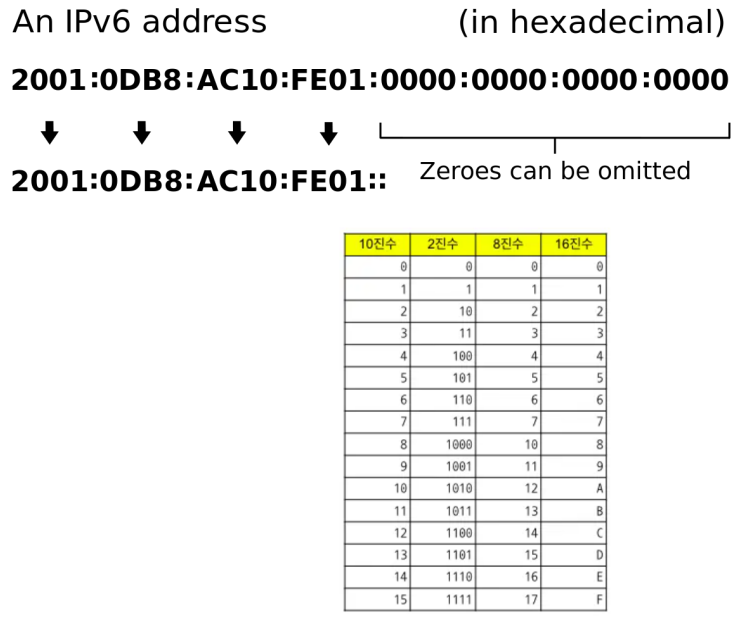 An IPv6 address (in hexadecimal)
2001:0DB8:AC10:FE01:0000:0000:0000:0000
2001:0DB8:AC10:FE01::
Zeroes can be omitted
10진수 2진수 8진수 16진수
0 0 0 0
1 1 1 1
2 10 2 2
3 11 3 3
4 100 4 4
5 101 5 5
6 110 6 6
7 111 7 7
8 1000 10 8
9 1001 11 9
10 1010 12 A
11 1011 13 B
12 1100 14 C
13 1101 15 D
14 1110 16 E
15 1111 17 F